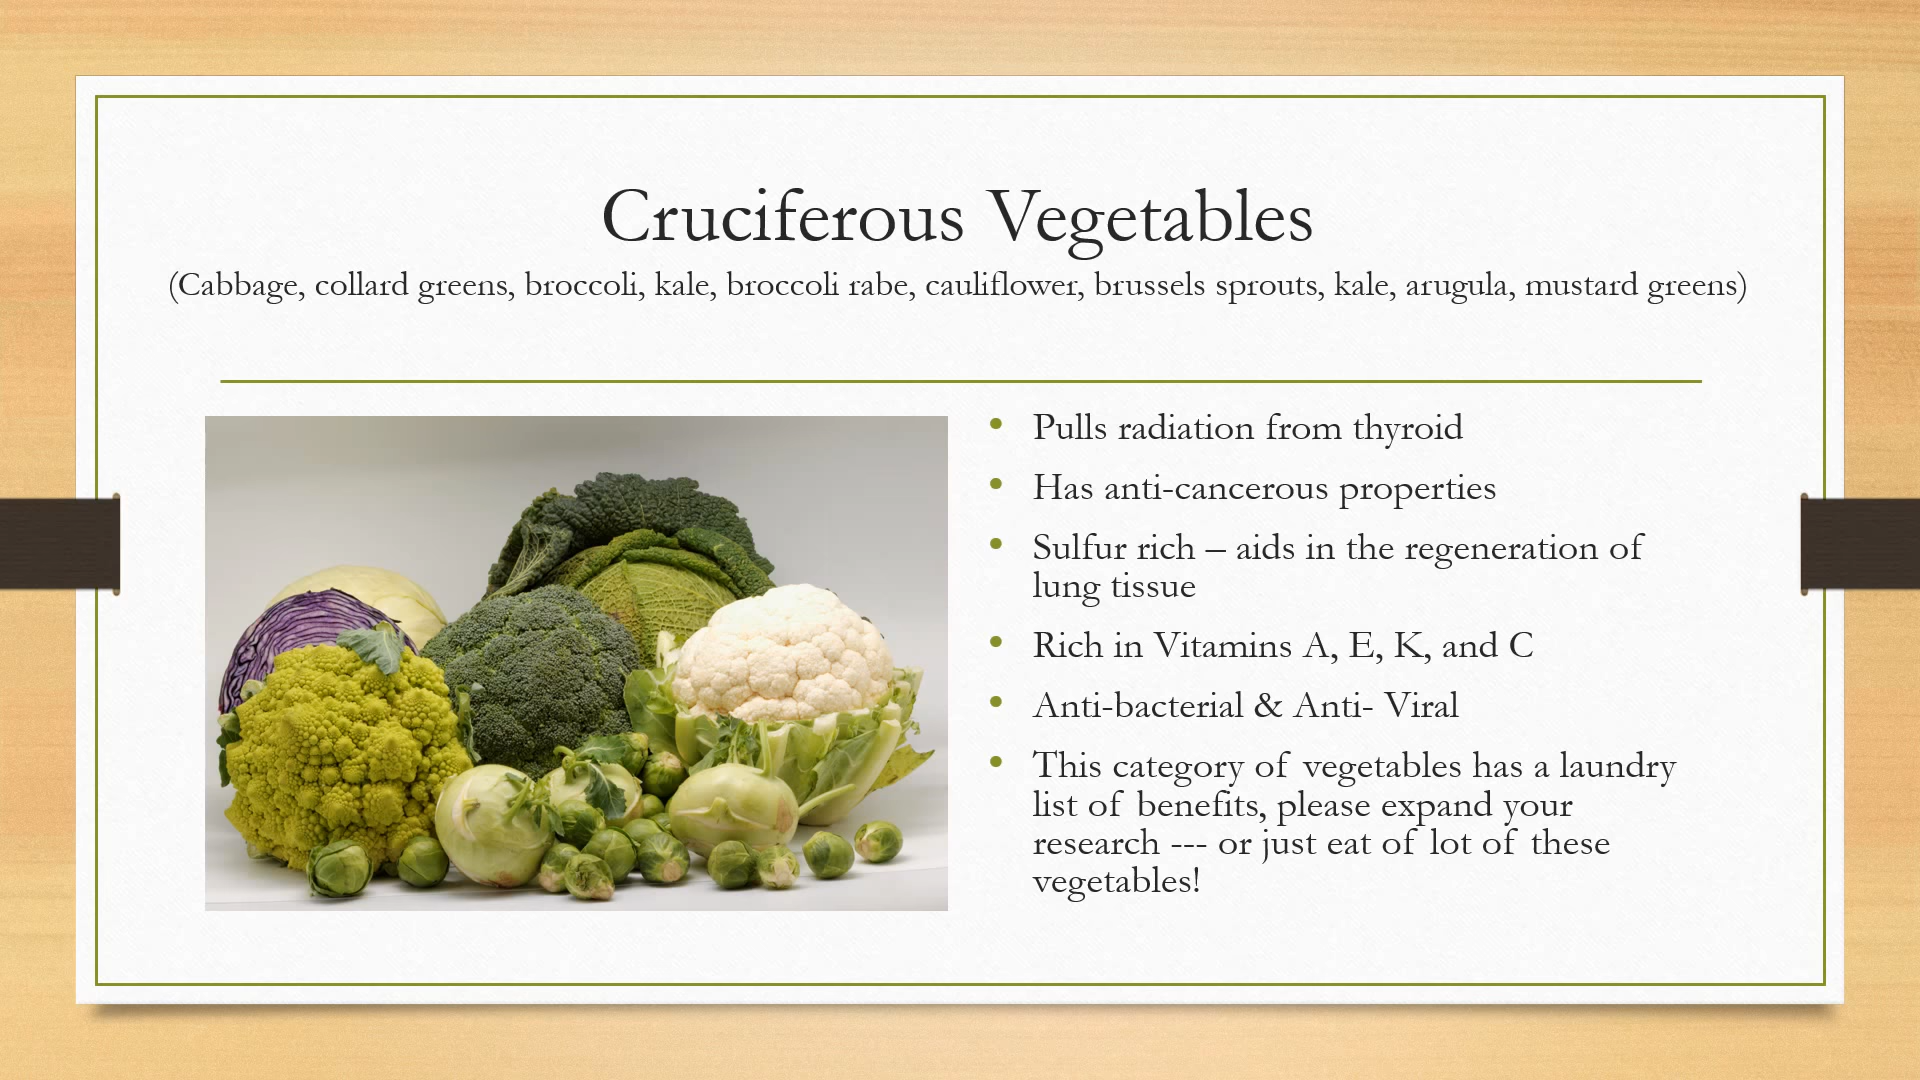 Cruciferous Vegetables
(Cabbage, collard greens, broccoli, kale, broccoli rabe, cauliflower, brussels sprouts, kale, arugula, mustard greens)
• Pulls radiation from thyroid
• Has anti-cancerous properties
• Sulfur rich – aids in the regeneration of
lung tissue
• Rich in Vitamins A, E, K, and C
• Anti-bacterial & Anti- Viral
• This category of vegetables has a laundry
list of benefits, please expand your
research --- or just eat of lot of these
vegetables!